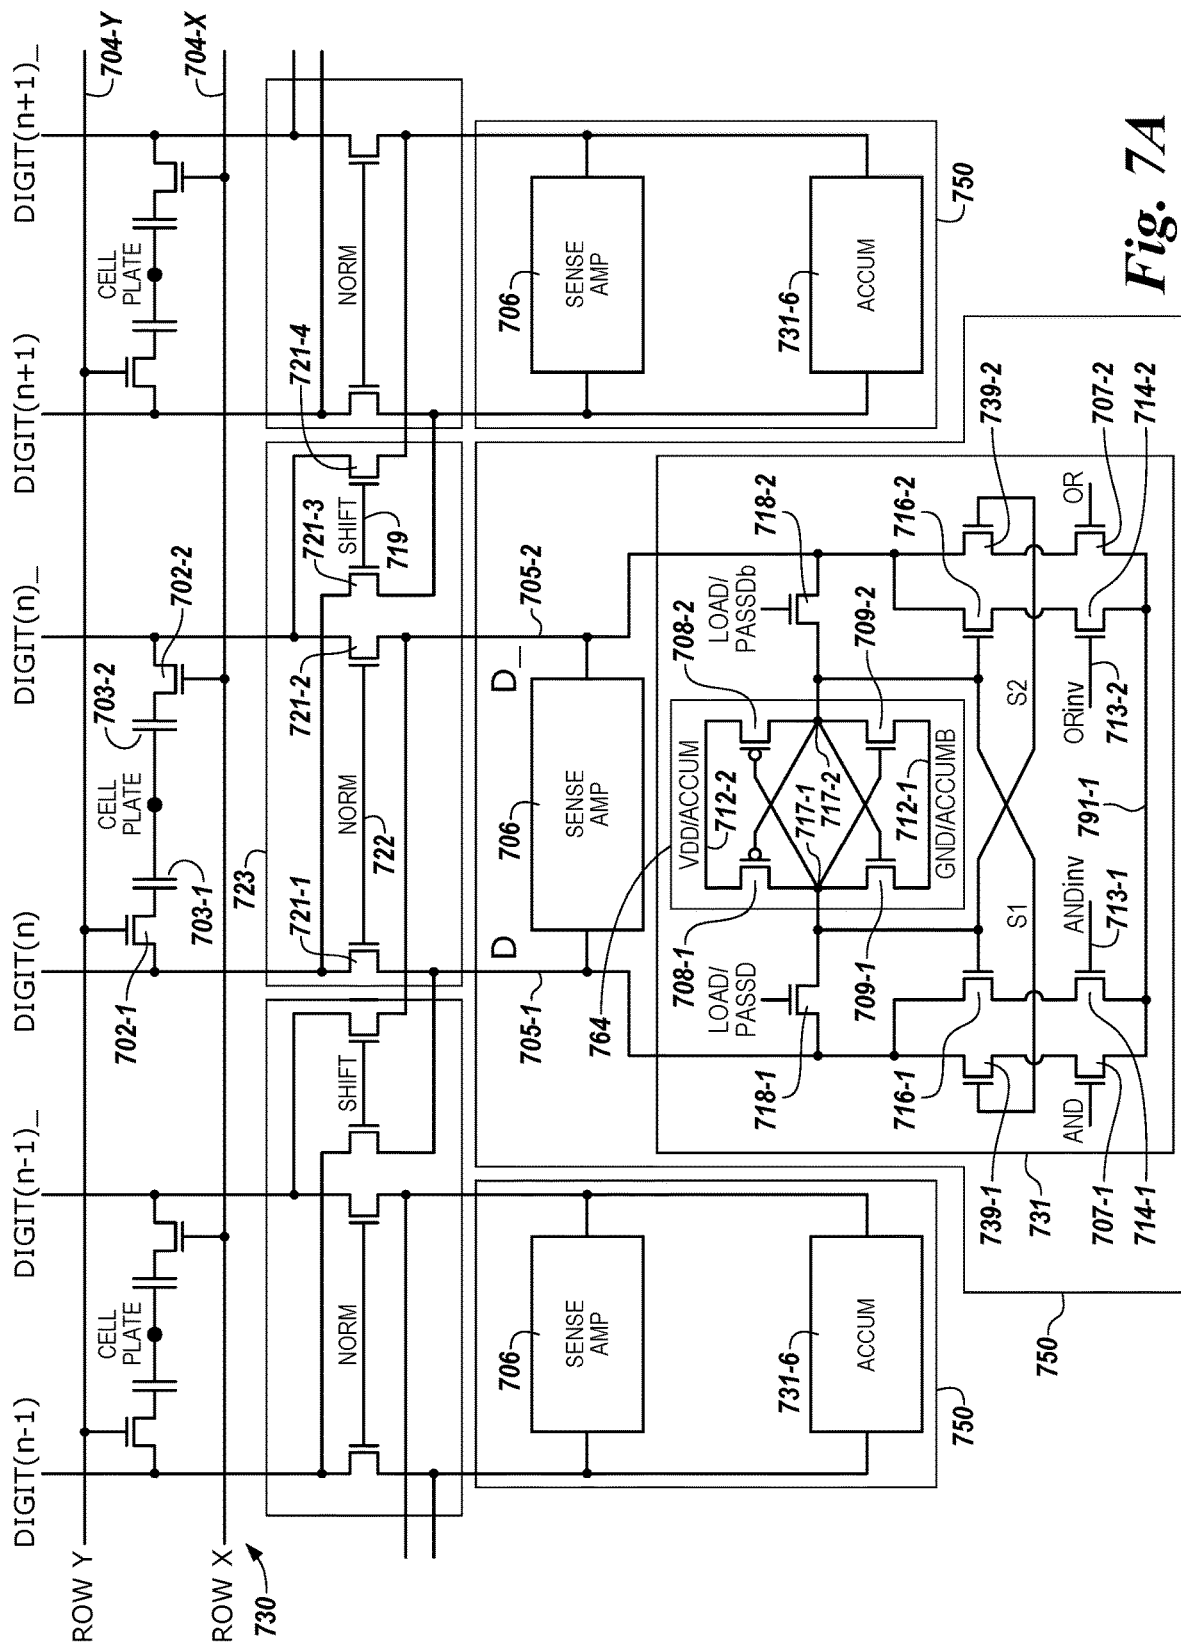 DIGIT(n-1)
DIGIT(n-1)_
DIGIT(n)
DIGIT(n)_
DIGIT(n+1)
DIGIT(n+1)_
ROW Y
704-Y
ROW X
704-X
730
CELL
PLATE
702-1
703-1
CELL
PLATE
703-2
702-2
CELL
PLATE
723
NORM
SHIFT
721-1
NORM
722
721-2
721-3
SHIFT
719
721-4
NORM
705-1
D
D_
705-2
706
SENSE
AMP
706
SENSE
AMP
706
SENSE
AMP
731-6
ACCUM
750
731-6
ACCUM
750
750
764
VDD/ACCUM
712-2
708-1
708-2
LOAD/
PASSD
LOAD/
PASSDb
718-1
718-2
717-1
717-2
709-1
709-2
712-1
GND/ACCUMB
716-1
716-2
739-1
739-2
S1
S2
731
AND
ANDinv
713-1
ORinv
713-2
OR
707-1
707-2
714-1
714-2
791-1
Fig. 7A